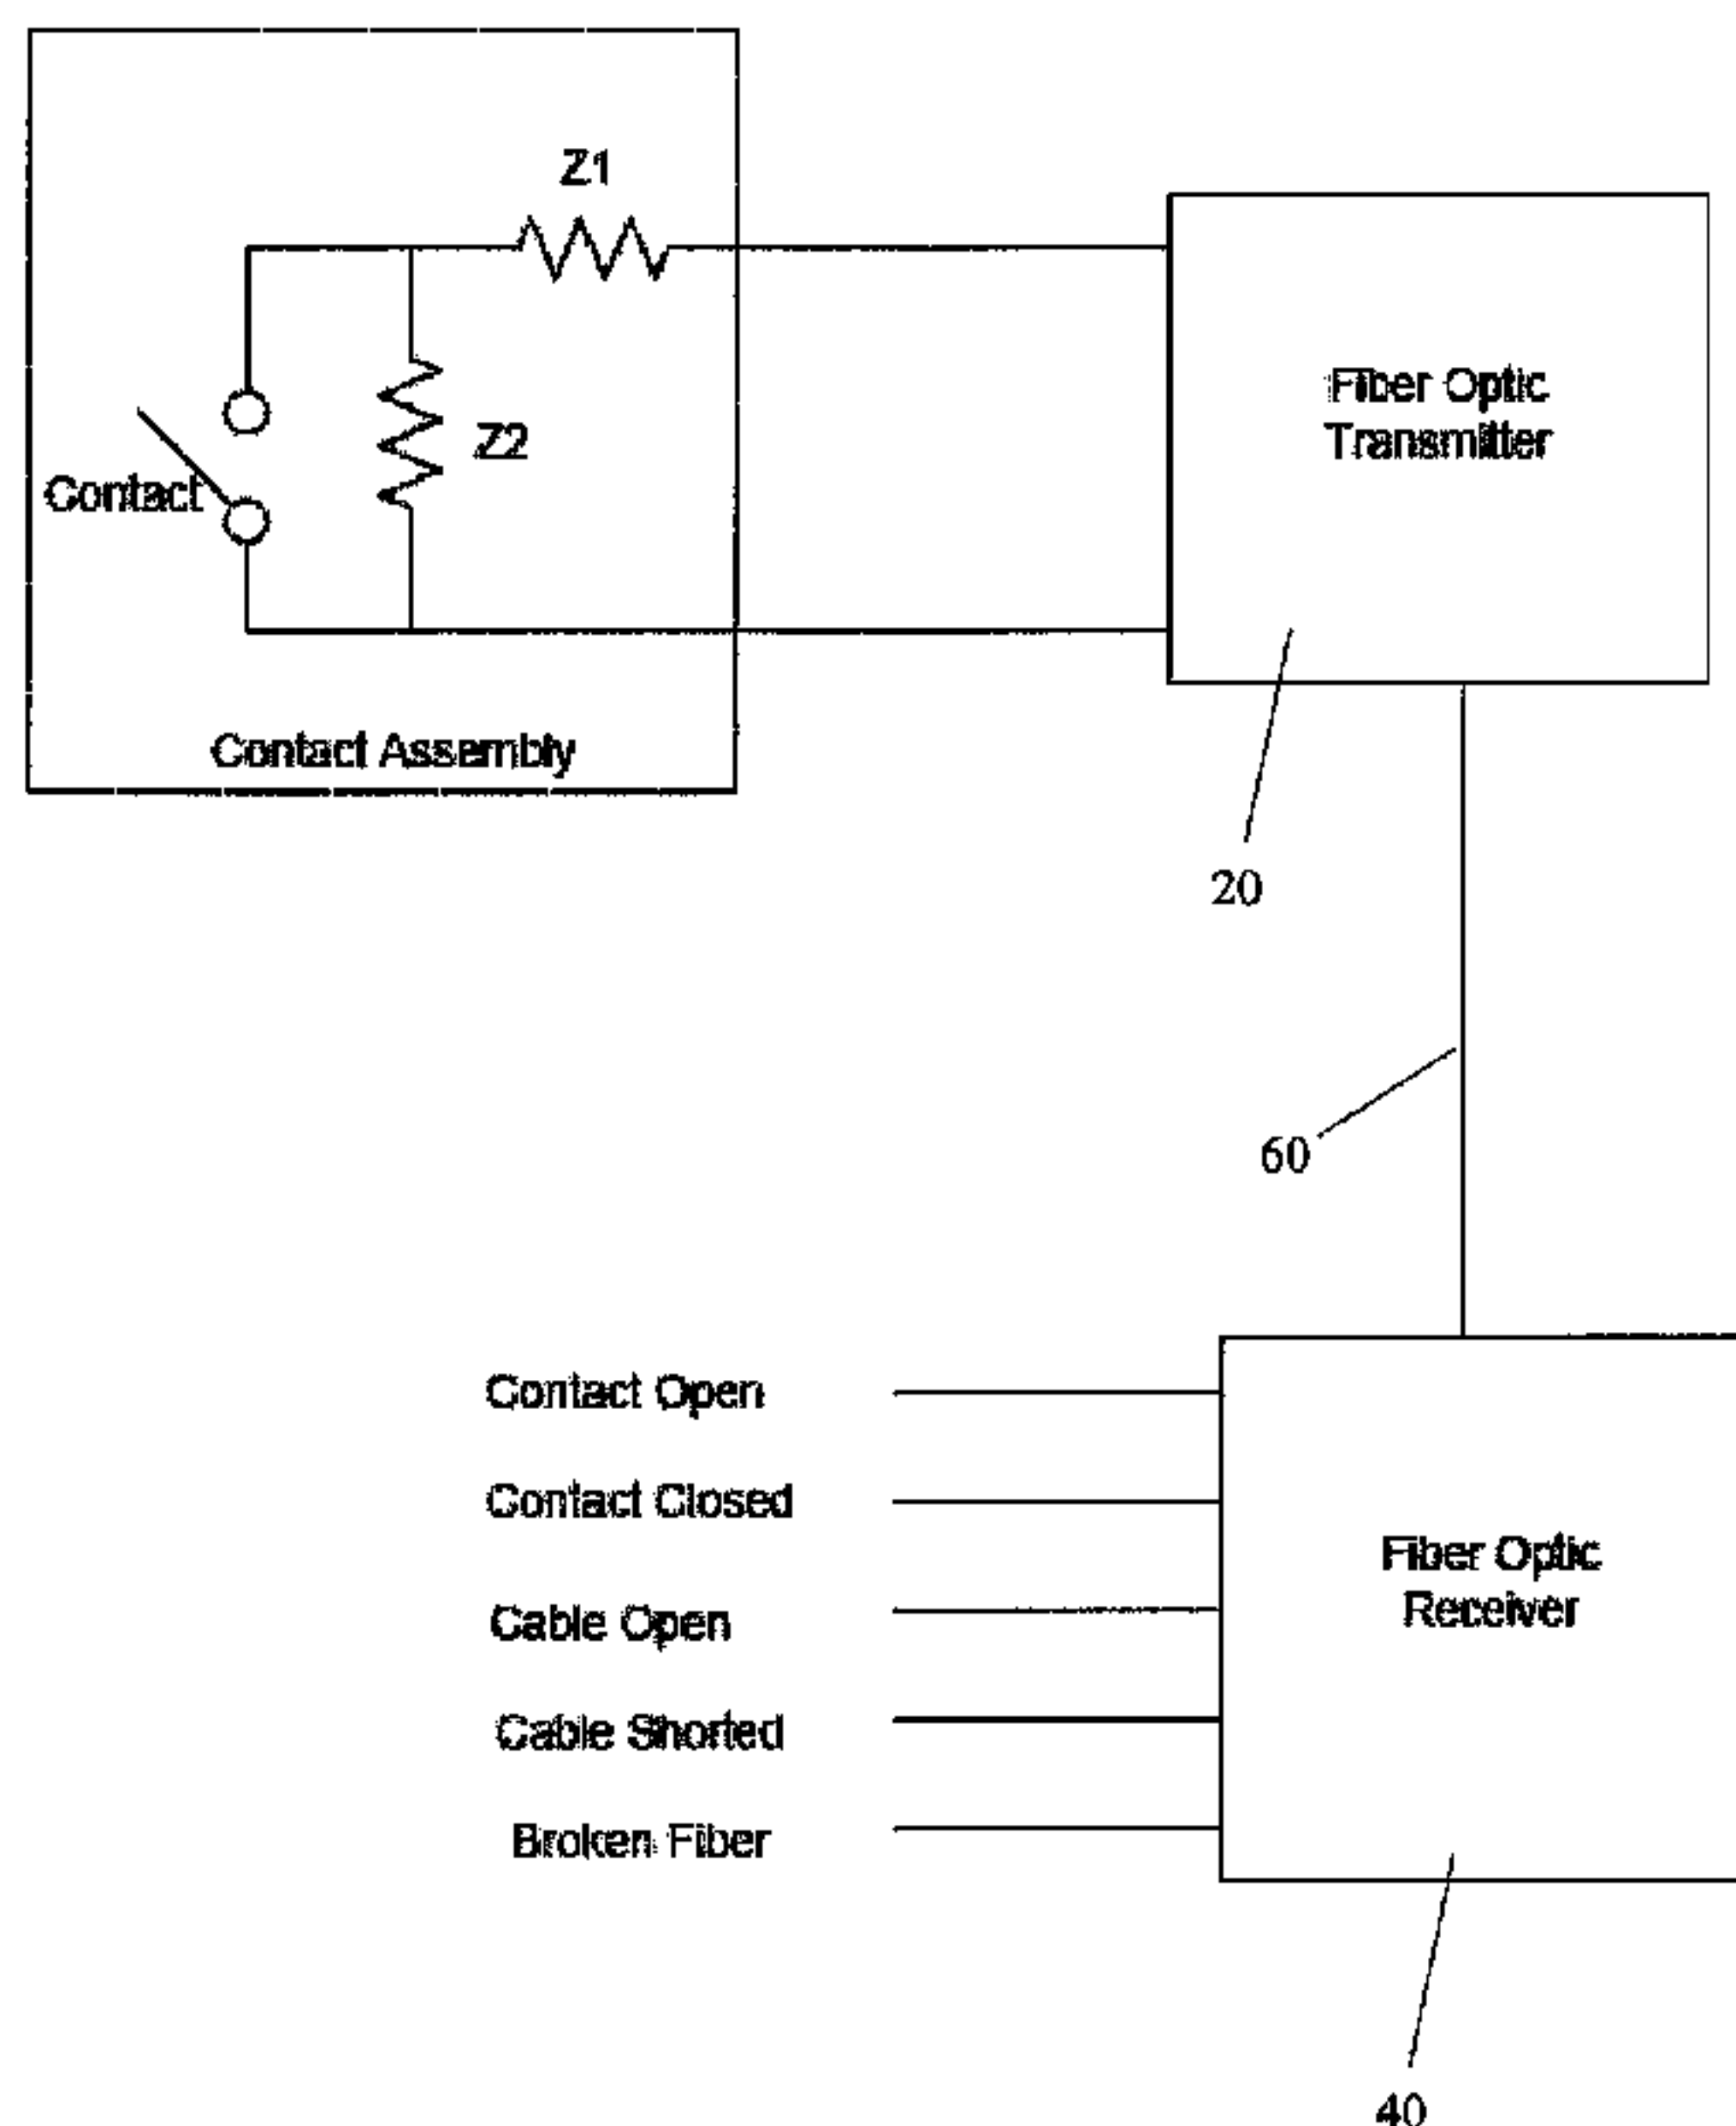 Z1
Fiber Optic
Transmitter
Z2
Contact
Contact Assembly
20
60
Contact Open
Contact Closed
Fiber Optic
Receiver
Cable Open
Cable Shorted
Broken Fiber
40